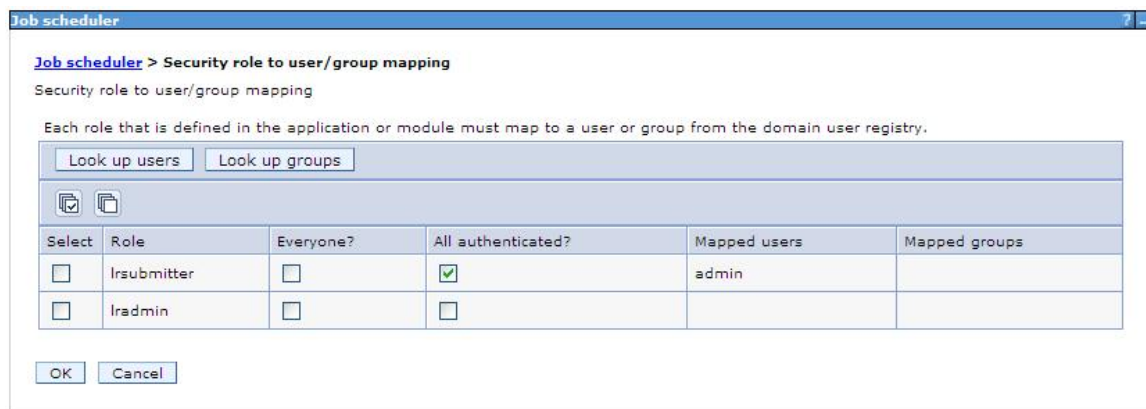 Job scheduler ? –
Job scheduler > Security role to user/group mapping
Security role to user/group mapping
Each role that is defined in the application or module must map to a user or group from the domain user registry.
Look up users Look up groups
Select Role Everyone? All authenticated? Mapped users Mapped groups
lrsubmitter admin
lradmin
OK Cancel